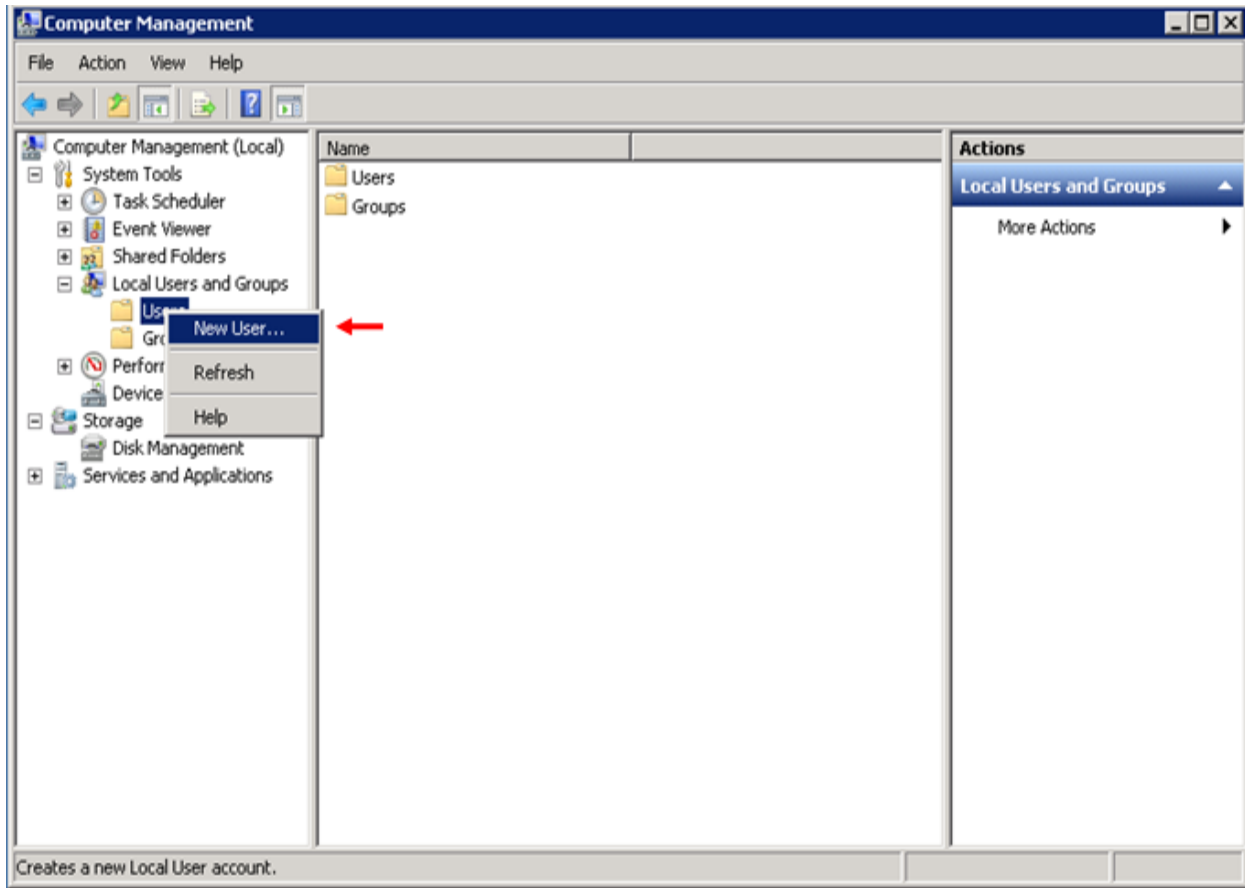 Computer Management
File Action View Help
Computer Management (Local)
System Tools
Task Scheduler
Event Viewer
Shared Folders
Local Users and Groups
Users
New User...
Refresh
Help
Storage
Disk Management
Services and Applications
Name
Users
Groups
Actions
Local Users and Groups
More Actions
Creates a new Local User account.